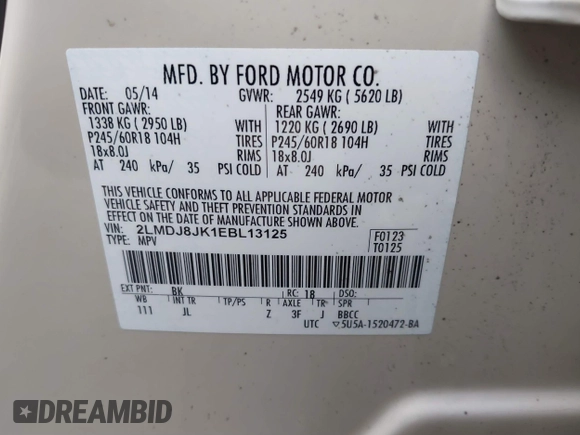 MFD. BY FORD MOTOR CO.
DATE: 05/14 GVWR: 2549 KG ( 5620 LB)
FRONT GAWR: REAR GAWR:
1338 KG ( 2950 LB) 1220 KG ( 2690 LB)
P245/60R18 104H TIRES P245/60R18 104H TIRES
18x8.0J RIMS 18x8.0J RIMS
AT 240 kPa/ 35 PSI COLD AT 240 kPa/ 35 PSI COLD
THIS VEHICLE CONFORMS TO ALL APPLICABLE FEDERAL MOTOR
VEHICLE SAFETY AND THEFT PREVENTION STANDARDS IN
EFFECT ON THE DATE OF MANUFACTURE SHOWN ABOVE.
VIN: 2LMDJ8JK1EBL13125 F0123
TYPE: MPV T0125
EXT PNT: BK RC: 18 DSO:
WB INT TR TP/PS R AXLE TR SPR
111 JL Z 3F J BBCC
UTC ▽5U5A-1520472-BA
DREAMBID